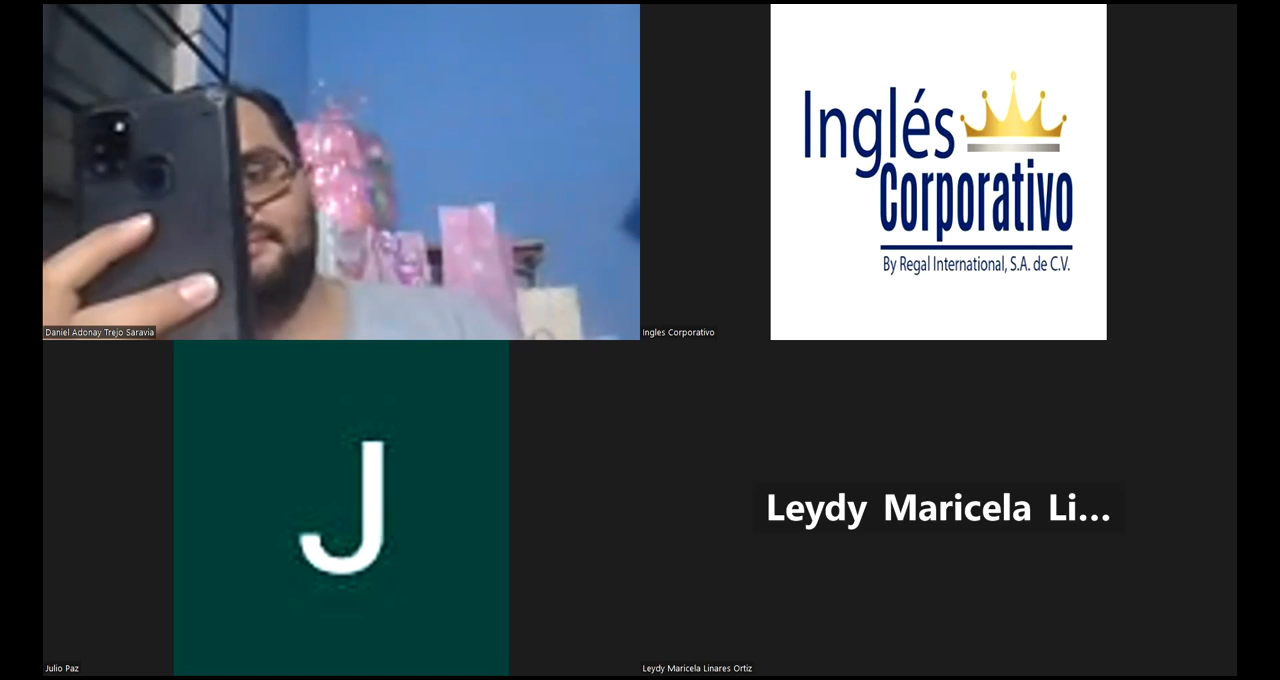 Daniel Adonay Trejo Saravia
Inglés
Corporativo
By Regal International, S.A. de C.V.
Ingles Corporativo
J
Julio Paz
Leydy Maricela Li...
Leydy Maricela Linares Ortiz